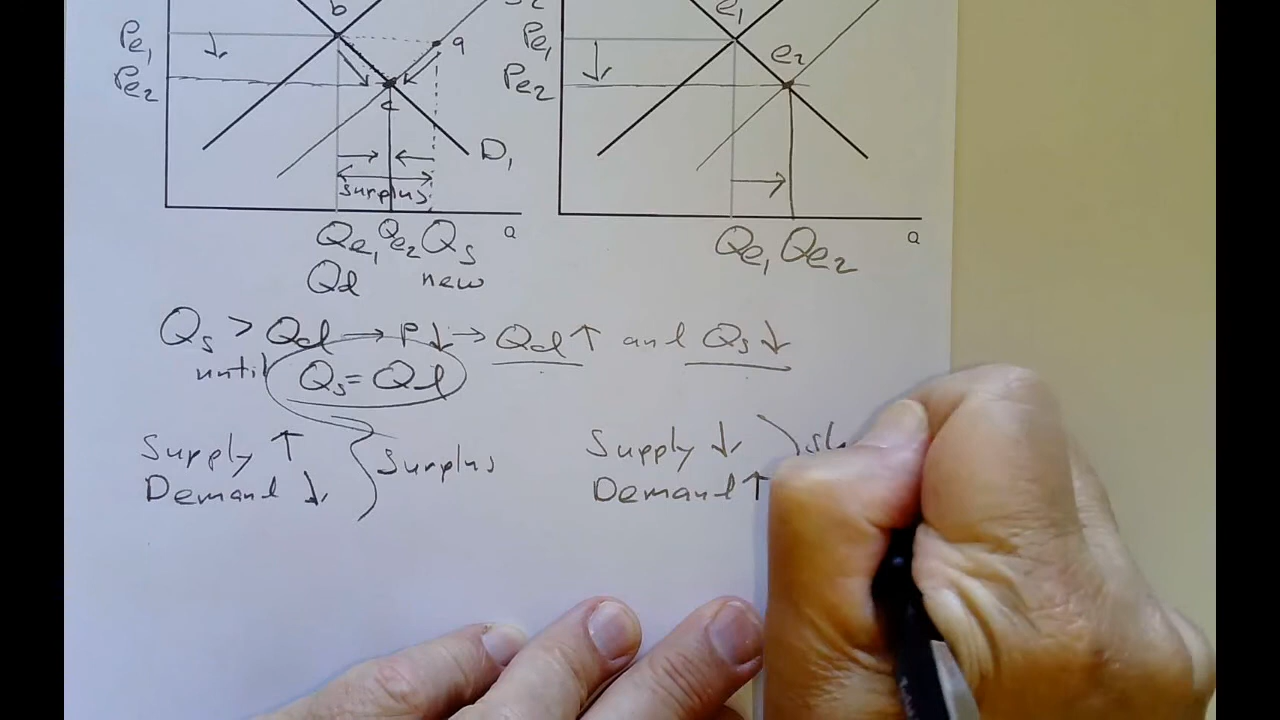 b
Pe1
a
Pe2
c
D1
surplus
Qe1 Qe2 Qs
Qd new
Q
e1
Pe1
e2
Pe2
Qe1 Qe2
Q
Qs > Qd → P↓ → Qd ↑ and Qs ↓
until Qs = Qd
Supply ↑
Demand ↓
Surplus
Supply ↓
Demand ↑